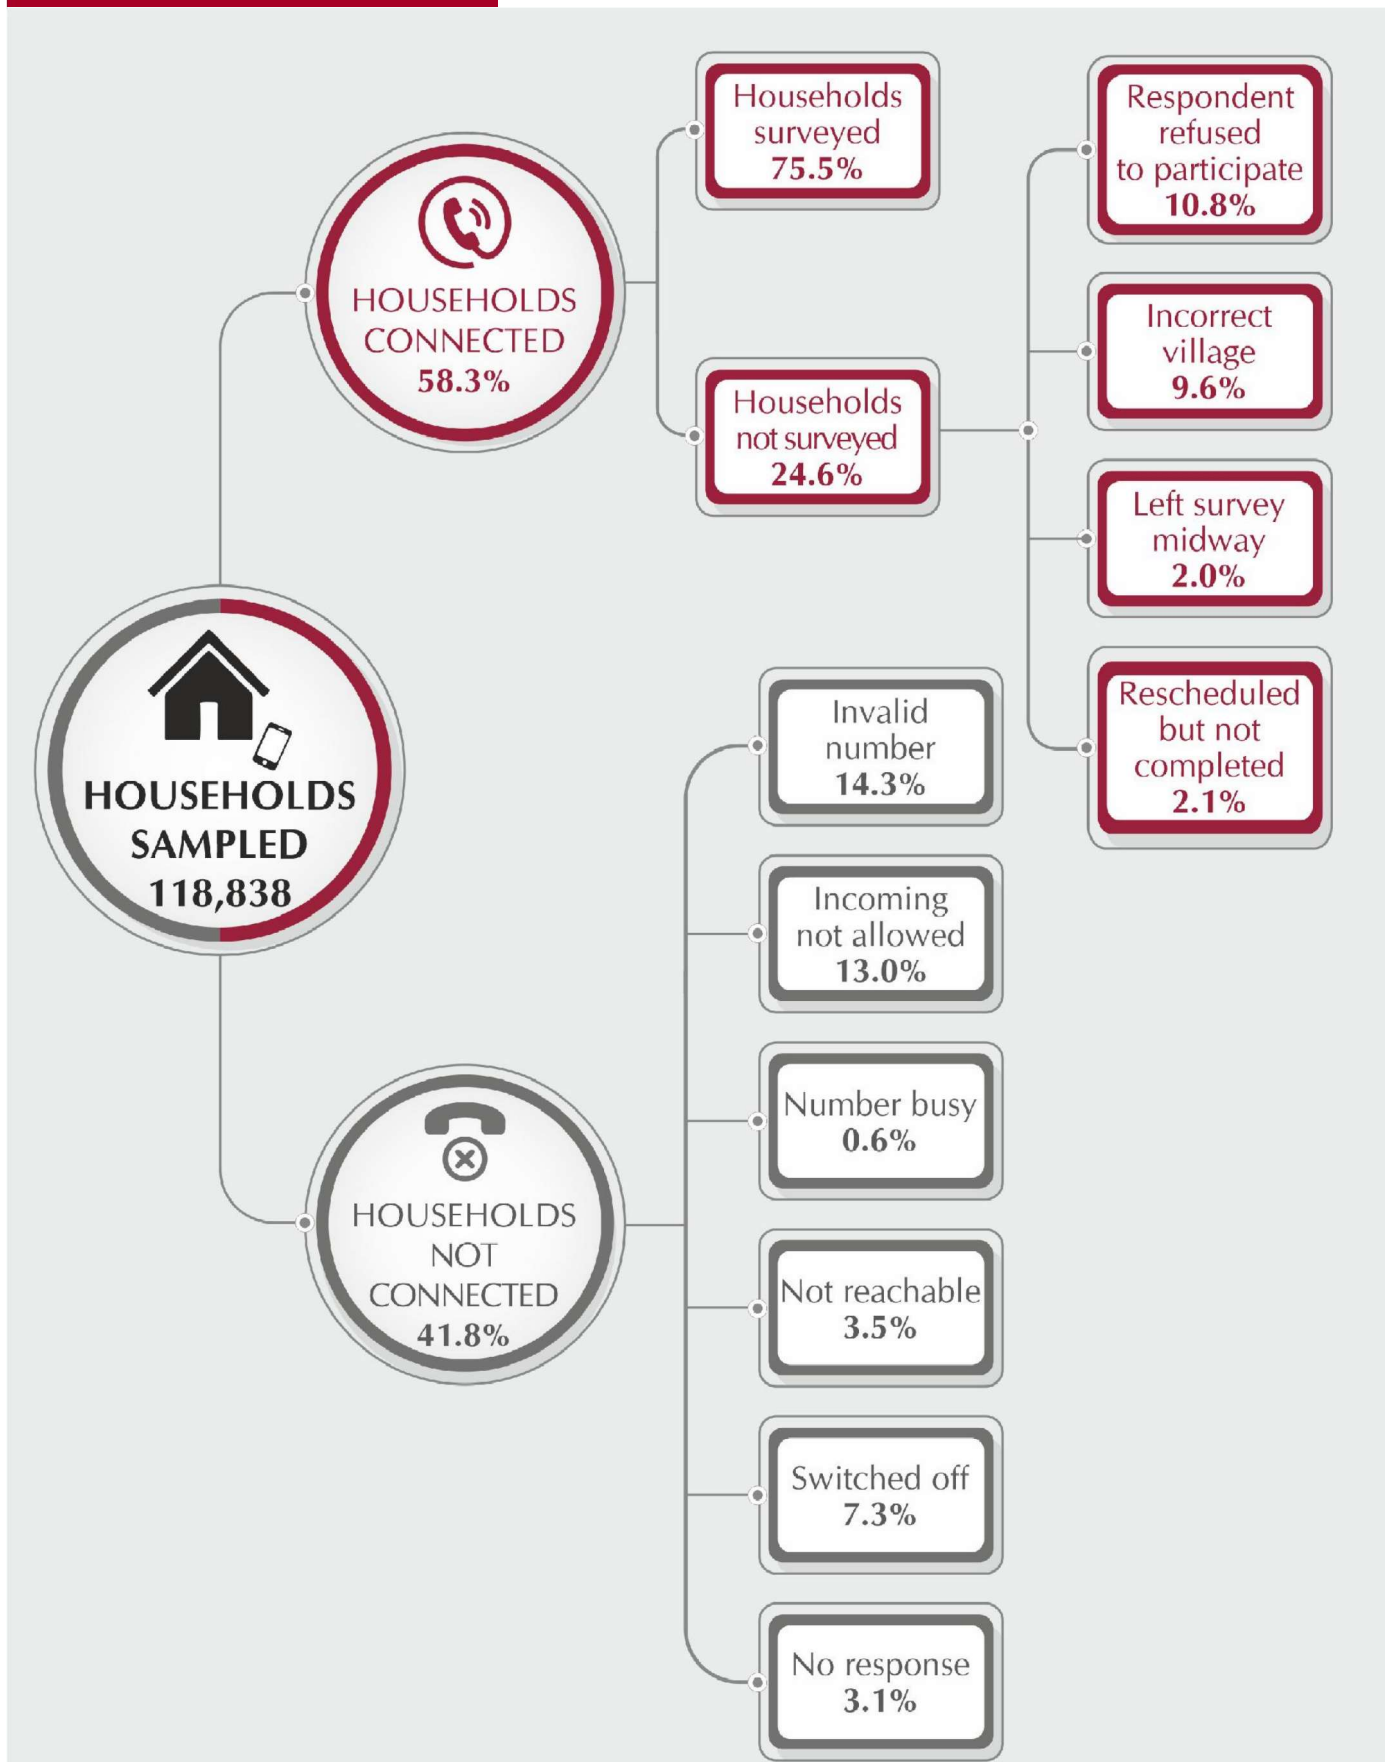 HOUSEHOLDS
SAMPLED
118,838
HOUSEHOLDS
CONNECTED
58.3%
Households
surveyed
75.5%
Households
not surveyed
24.6%
Respondent
refused
to participate
10.8%
Incorrect
village
9.6%
Left survey
midway
2.0%
Rescheduled
but not
completed
2.1%
HOUSEHOLDS
NOT
CONNECTED
41.8%
Invalid
number
14.3%
Incoming
not allowed
13.0%
Number busy
0.6%
Not reachable
3.5%
Switched off
7.3%
No response
3.1%